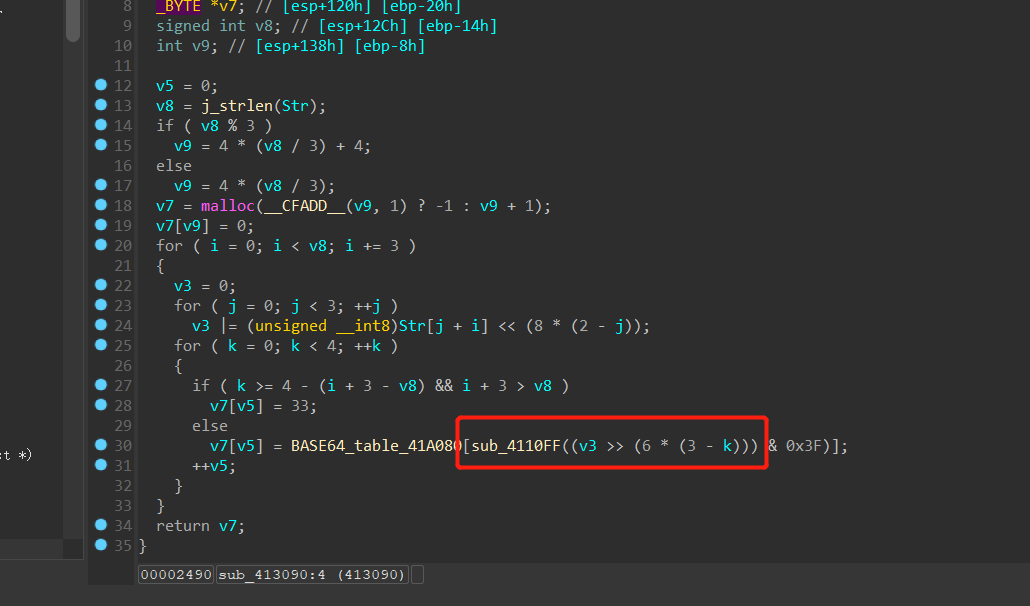 8 _BYTE *v7; // [esp+120h] [ebp-20h]
9 signed int v8; // [esp+12Ch] [ebp-14h]
10 int v9; // [esp+138h] [ebp-8h]
11
12 v5 = 0;
13 v8 = j_strlen(Str);
14 if ( v8 % 3 )
15 v9 = 4 * (v8 / 3) + 4;
16 else
17 v9 = 4 * (v8 / 3);
18 v7 = malloc(__CFADD__(v9, 1) ? -1 : v9 + 1);
19 v7[v9] = 0;
20 for ( i = 0; i < v8; i += 3 )
21 {
22 v3 = 0;
23 for ( j = 0; j < 3; ++j )
24 v3 |= (unsigned __int8)Str[j + i] << (8 * (2 - j));
25 for ( k = 0; k < 4; ++k )
26 {
27 if ( k >= 4 - (i + 3 - v8) && i + 3 > v8 )
28 v7[v5] = 33;
29 else
30 v7[v5] = BASE64_table_41A080[sub_4110FF((v3 >> (6 * (3 - k))) & 0x3F)];
31 ++v5;
32 }
33 }
34 return v7;
35 }
:t *)
00002490 sub_413090:4 (413090)